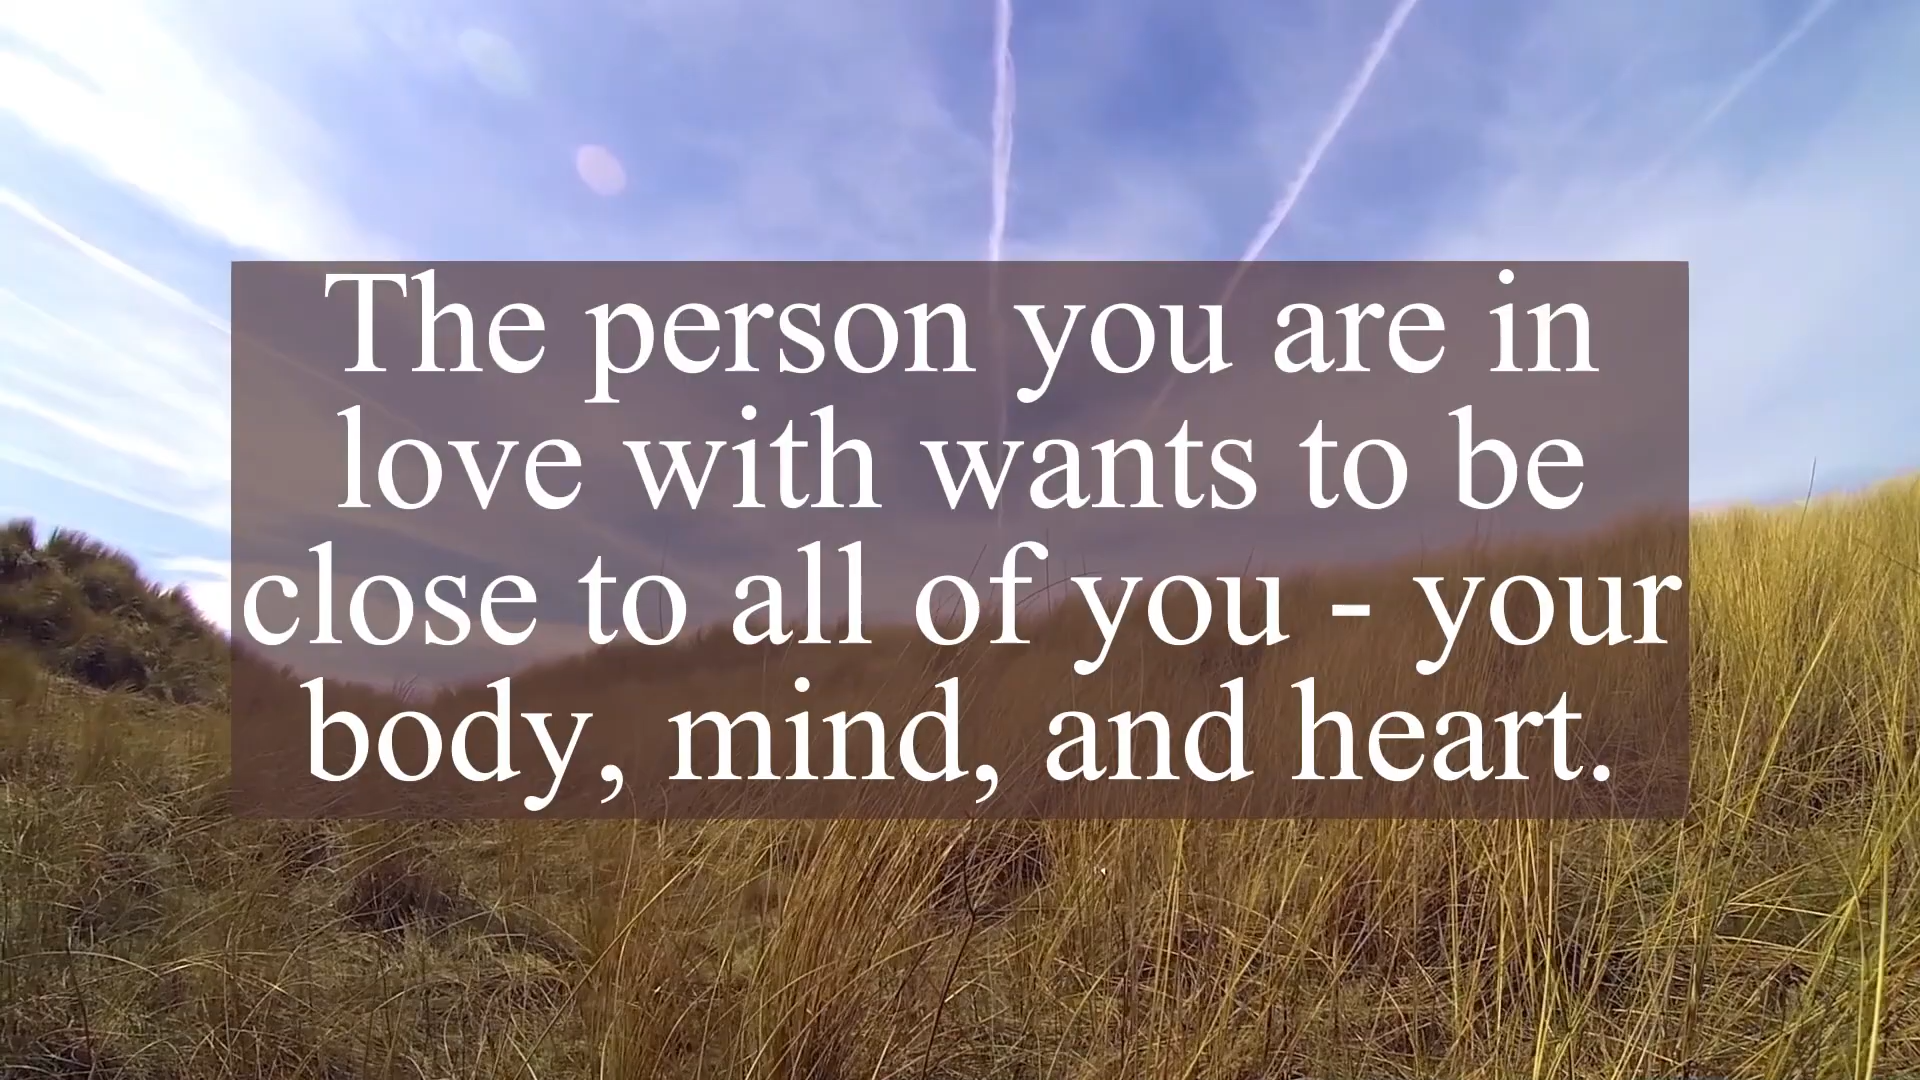 The person you are in
love with wants to be
close to all of you - your
body, mind, and heart.